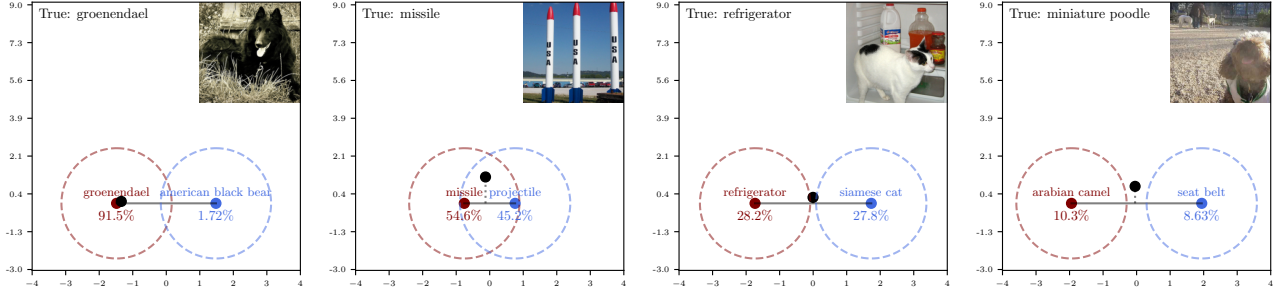 True: groenendael
9.0
7.3
5.6
3.9
2.1
0.4
-1.3
-3.0
groenendael
american black bear
91.5%
1.72%
−4 −3 −2 −1 0 1 2 3 4
True: missile
USA
USA
USA
9.0
7.3
5.6
3.9
2.1
0.4
-1.3
-3.0
missile
projectile
54.6%
45.2%
−4 −3 −2 −1 0 1 2 3 4
True: refrigerator
9.0
7.3
5.6
3.9
2.1
0.4
-1.3
-3.0
refrigerator
siamese cat
28.2%
27.8%
−4 −3 −2 −1 0 1 2 3 4
True: miniature poodle
9.0
7.3
5.6
3.9
2.1
0.4
-1.3
-3.0
arabian camel
seat belt
10.3%
8.63%
−4 −3 −2 −1 0 1 2 3 4